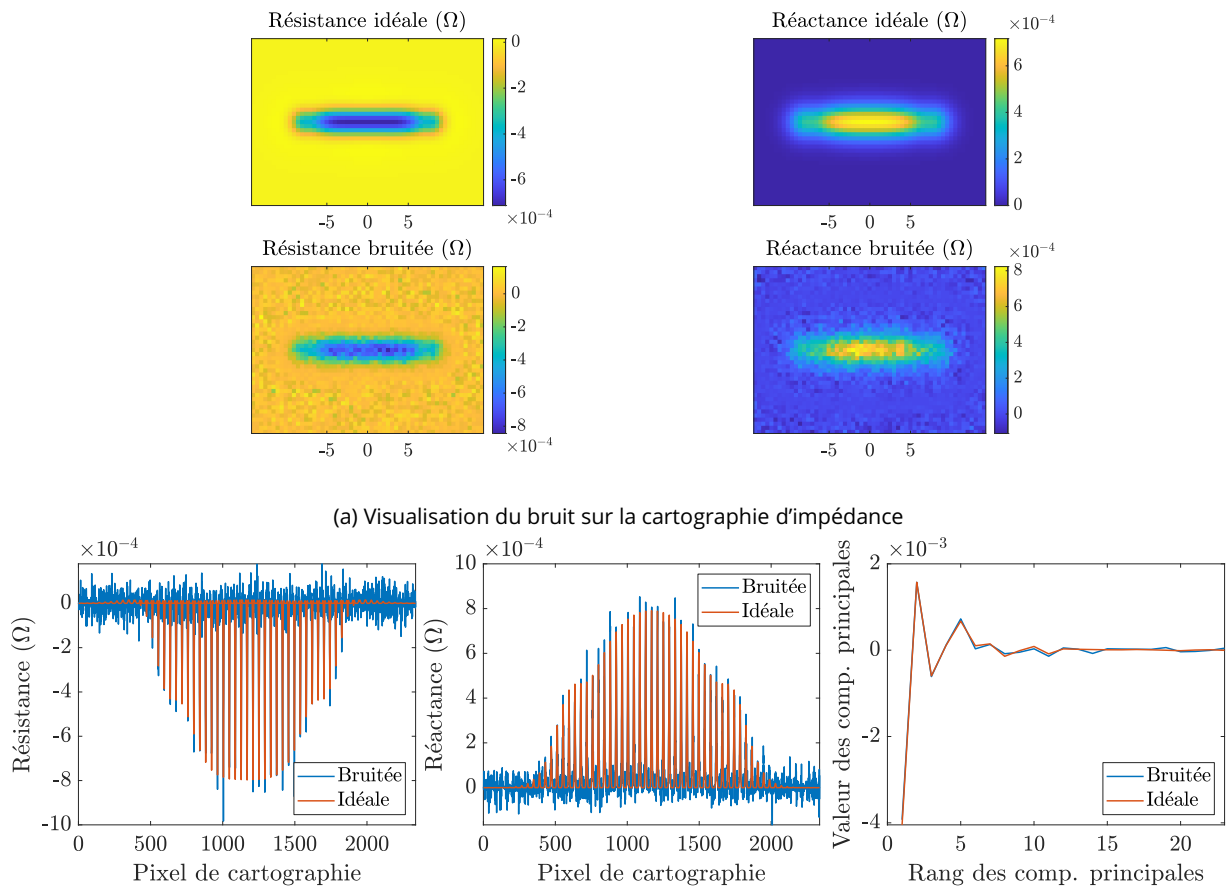 Résistance idéale (Ω)
0
-2
-4
-6
×10⁻⁴
-5 0 5
Réactance idéale (Ω)
×10⁻⁴
6
4
2
0
-5 0 5
Résistance bruitée (Ω)
0
-2
-4
-6
-8
×10⁻⁴
-5 0 5
Réactance bruitée (Ω)
×10⁻⁴
8
6
4
2
0
-5 0 5
(a) Visualisation du bruit sur la cartographie d'impédance
×10⁻⁴
0
-2
-4
-6
-8
-10
Résistance (Ω)
Bruitée
Idéale
0 500 1000 1500 2000
Pixel de cartographie
×10⁻⁴
10
8
6
4
2
0
Réactance (Ω)
Bruitée
Idéale
0 500 1000 1500 2000
Pixel de cartographie
×10⁻³
2
0
-2
-4
Valeur des comp. principales
Bruitée
Idéale
0 5 10 15 20
Rang des comp. principales